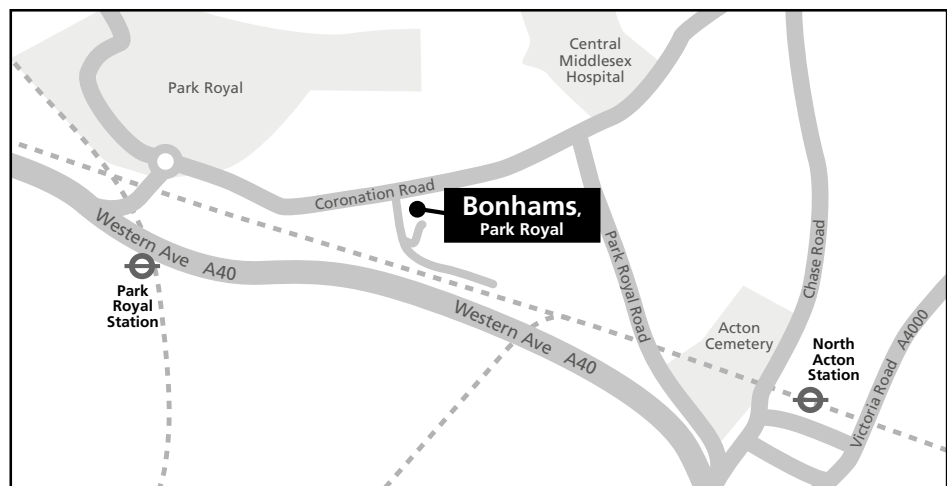 Central
Middlesex
Hospital
Park Royal
Coronation Road
Bonhams,
Park Royal
Western Ave A40
Park
Royal
Station
Western Ave A40
Park Royal Road
Chase Road
Acton
Cemetery
North
Acton
Station
Victoria Road A4000